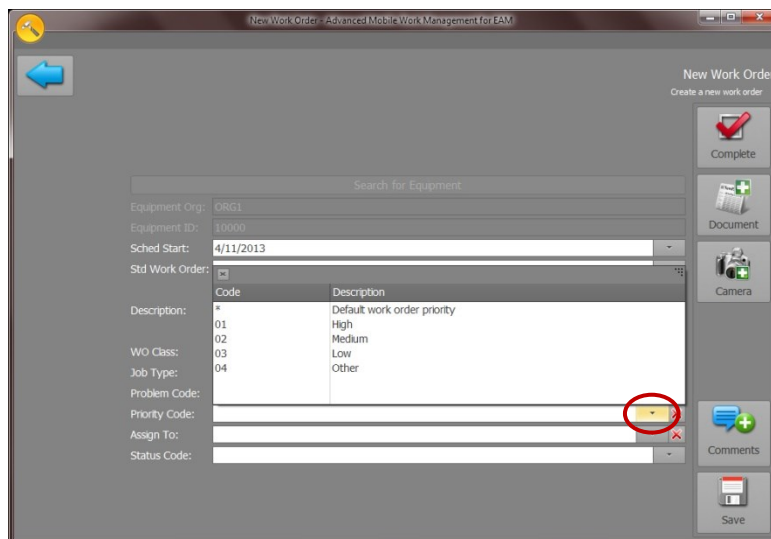 New Work Order - Advanced Mobile Work Management for EAM
New Work Orde
Create a new work order
Complete
Search for Equipment
Equipment Org: ORG1
Document
Equipment ID: 10000
Sched Start: 4/11/2013
Std Work Order:
Camera
Code Description
Description:
* Default work order priority
01 High
02 Medium
WO Class:
03 Low
Job Type:
04 Other
Problem Code:
Priority Code:
Assign To:
Comments
Status Code:
Save